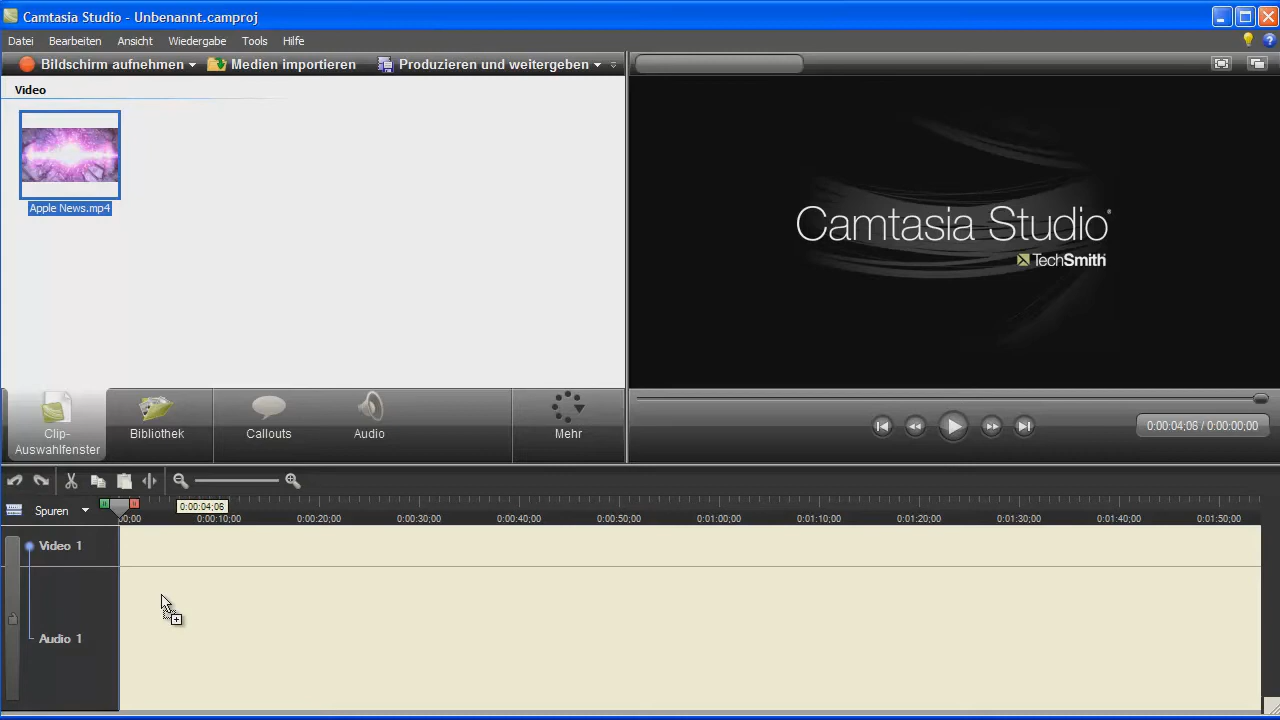 Camtasia Studio - Unbenannt.camproj
Datei Bearbeiten Ansicht Wiedergabe Tools Hilfe
Bildschirm aufnehmen Medien importieren Produzieren und weitergeben
Video
Apple News.mp4
Camtasia Studio®
TechSmith
Clip-
Auswahlfenster
Bibliothek
Callouts
Audio
Mehr
0:00:04;06 / 0:00:00;00
Spuren
0:00:04;06
00;00 0:00:10;00 0:00:20;00 0:00:30;00 0:00:40;00 0:00:50;00 0:01:00;00 0:01:10;00 0:01:20;00 0:01:30;00 0:01:40;00 0:01:50;00
Video 1
Audio 1